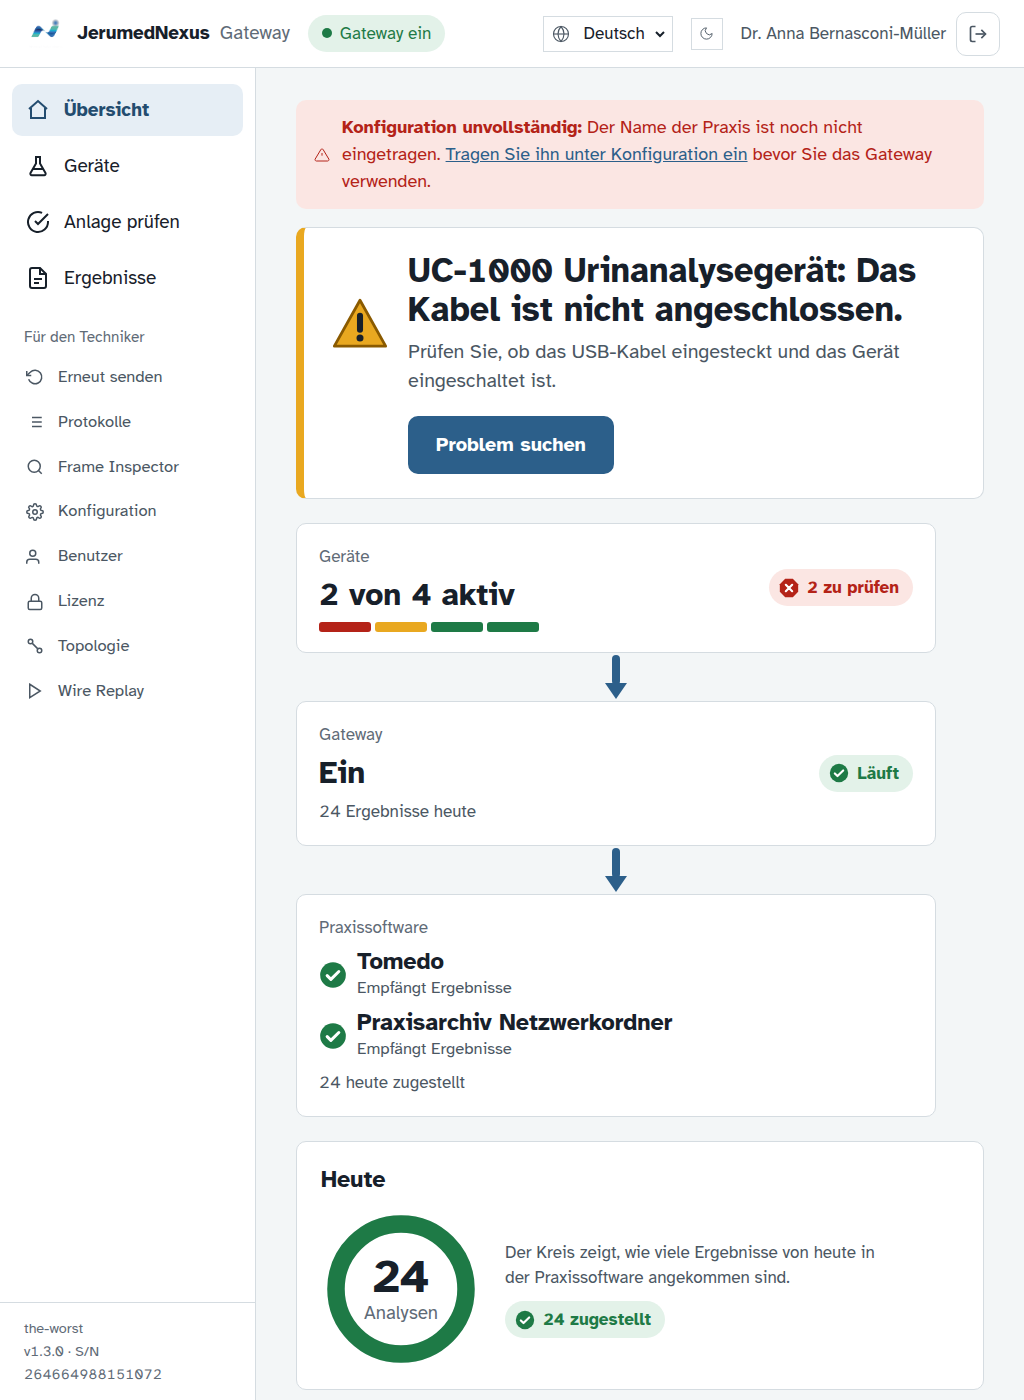 JerumedNexus Gateway
Gateway ein
Deutsch
Dr. Anna Bernasconi-Müller
Übersicht
Geräte
Anlage prüfen
Ergebnisse
Für den Techniker
Erneut senden
Protokolle
Frame Inspector
Konfiguration
Benutzer
Lizenz
Topologie
Wire Replay
the-worst
v1.3.0 · S/N
264664988151072
Konfiguration unvollständig: Der Name der Praxis ist noch nicht
eingetragen. Tragen Sie ihn unter Konfiguration ein bevor Sie das Gateway
verwenden.
UC-1000 Urinanalysegerät: Das
Kabel ist nicht angeschlossen.
Prüfen Sie, ob das USB-Kabel eingesteckt und das Gerät
eingeschaltet ist.
Problem suchen
Geräte
2 von 4 aktiv
2 zu prüfen
Gateway
Ein
24 Ergebnisse heute
Läuft
Praxissoftware
Tomedo
Empfängt Ergebnisse
Praxisarchiv Netzwerkordner
Empfängt Ergebnisse
24 heute zugestellt
Heute
24
Analysen
Der Kreis zeigt, wie viele Ergebnisse von heute in
der Praxissoftware angekommen sind.
24 zugestellt